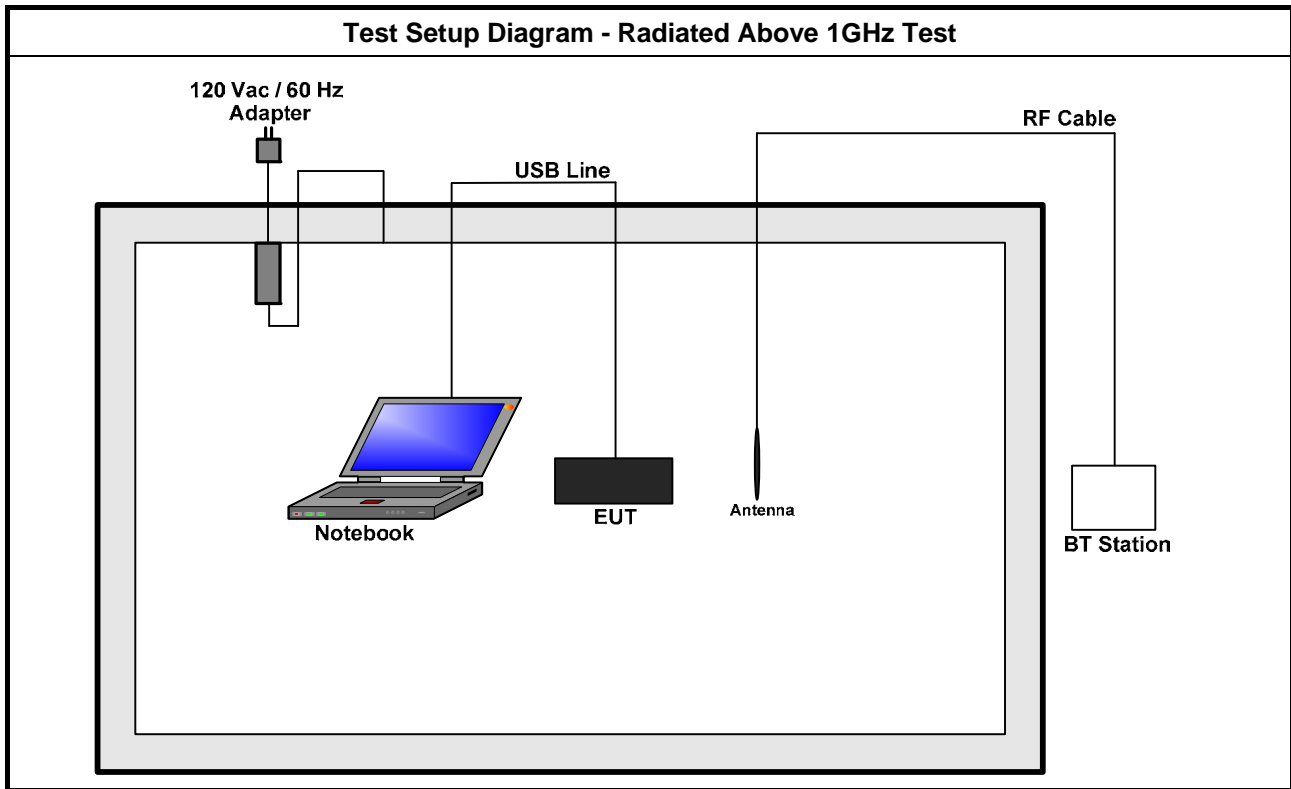 Test Setup Diagram - Radiated Above 1GHz Test
120 Vac / 60 Hz
Adapter
RF Cable
USB Line
Antenna
EUT
Notebook
BT Station